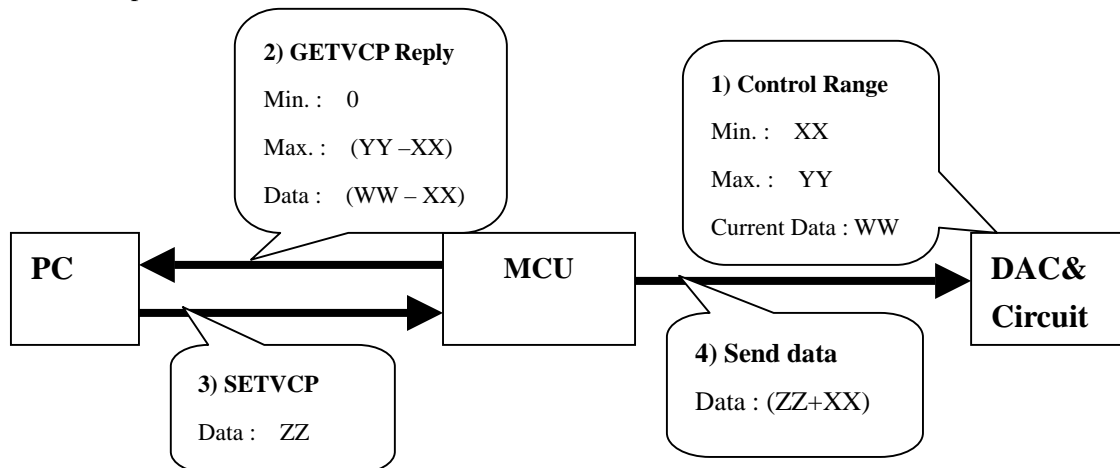 2) GETVCP Reply
Min. : 0
Max. : (YY –XX)
Data : (WW – XX)
1) Control Range
Min. : XX
Max. : YY
Current Data : WW
PC
MCU
DAC&
Circuit
3) SETVCP
Data : ZZ
4) Send data
Data : (ZZ+XX)